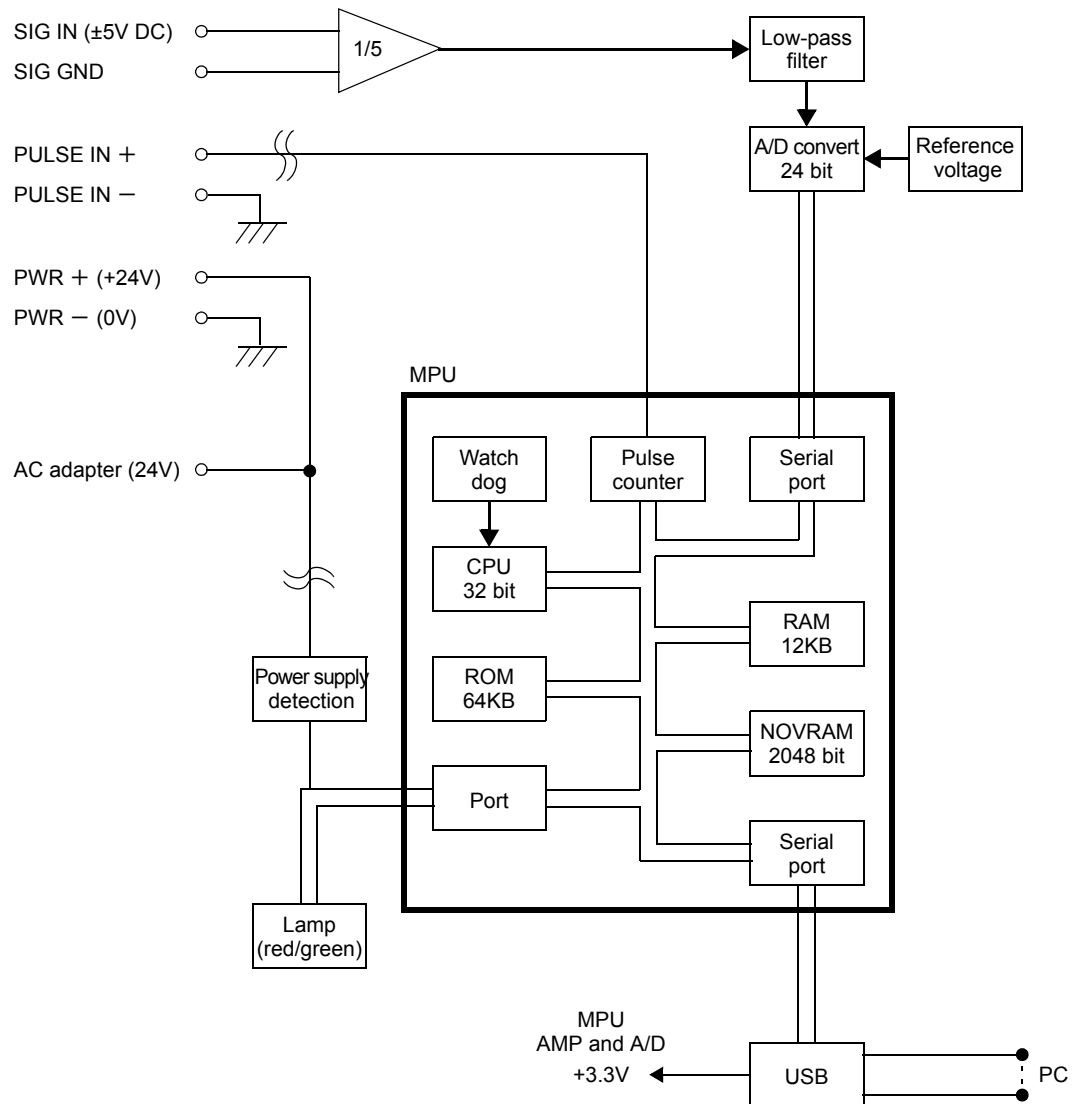 SIG IN (±5V DC)
SIG GND
1/5
Low-pass
filter
PULSE IN +
PULSE IN −
A/D convert
24 bit
Reference
voltage
PWR + (+24V)
PWR − (0V)
MPU
AC adapter (24V)
Watch
dog
Pulse
counter
Serial
port
CPU
32 bit
RAM
12KB
Power supply
detection
ROM
64KB
NOVRAM
2048 bit
Port
Serial
port
Lamp
(red/green)
MPU
AMP and A/D
+3.3V
USB
PC